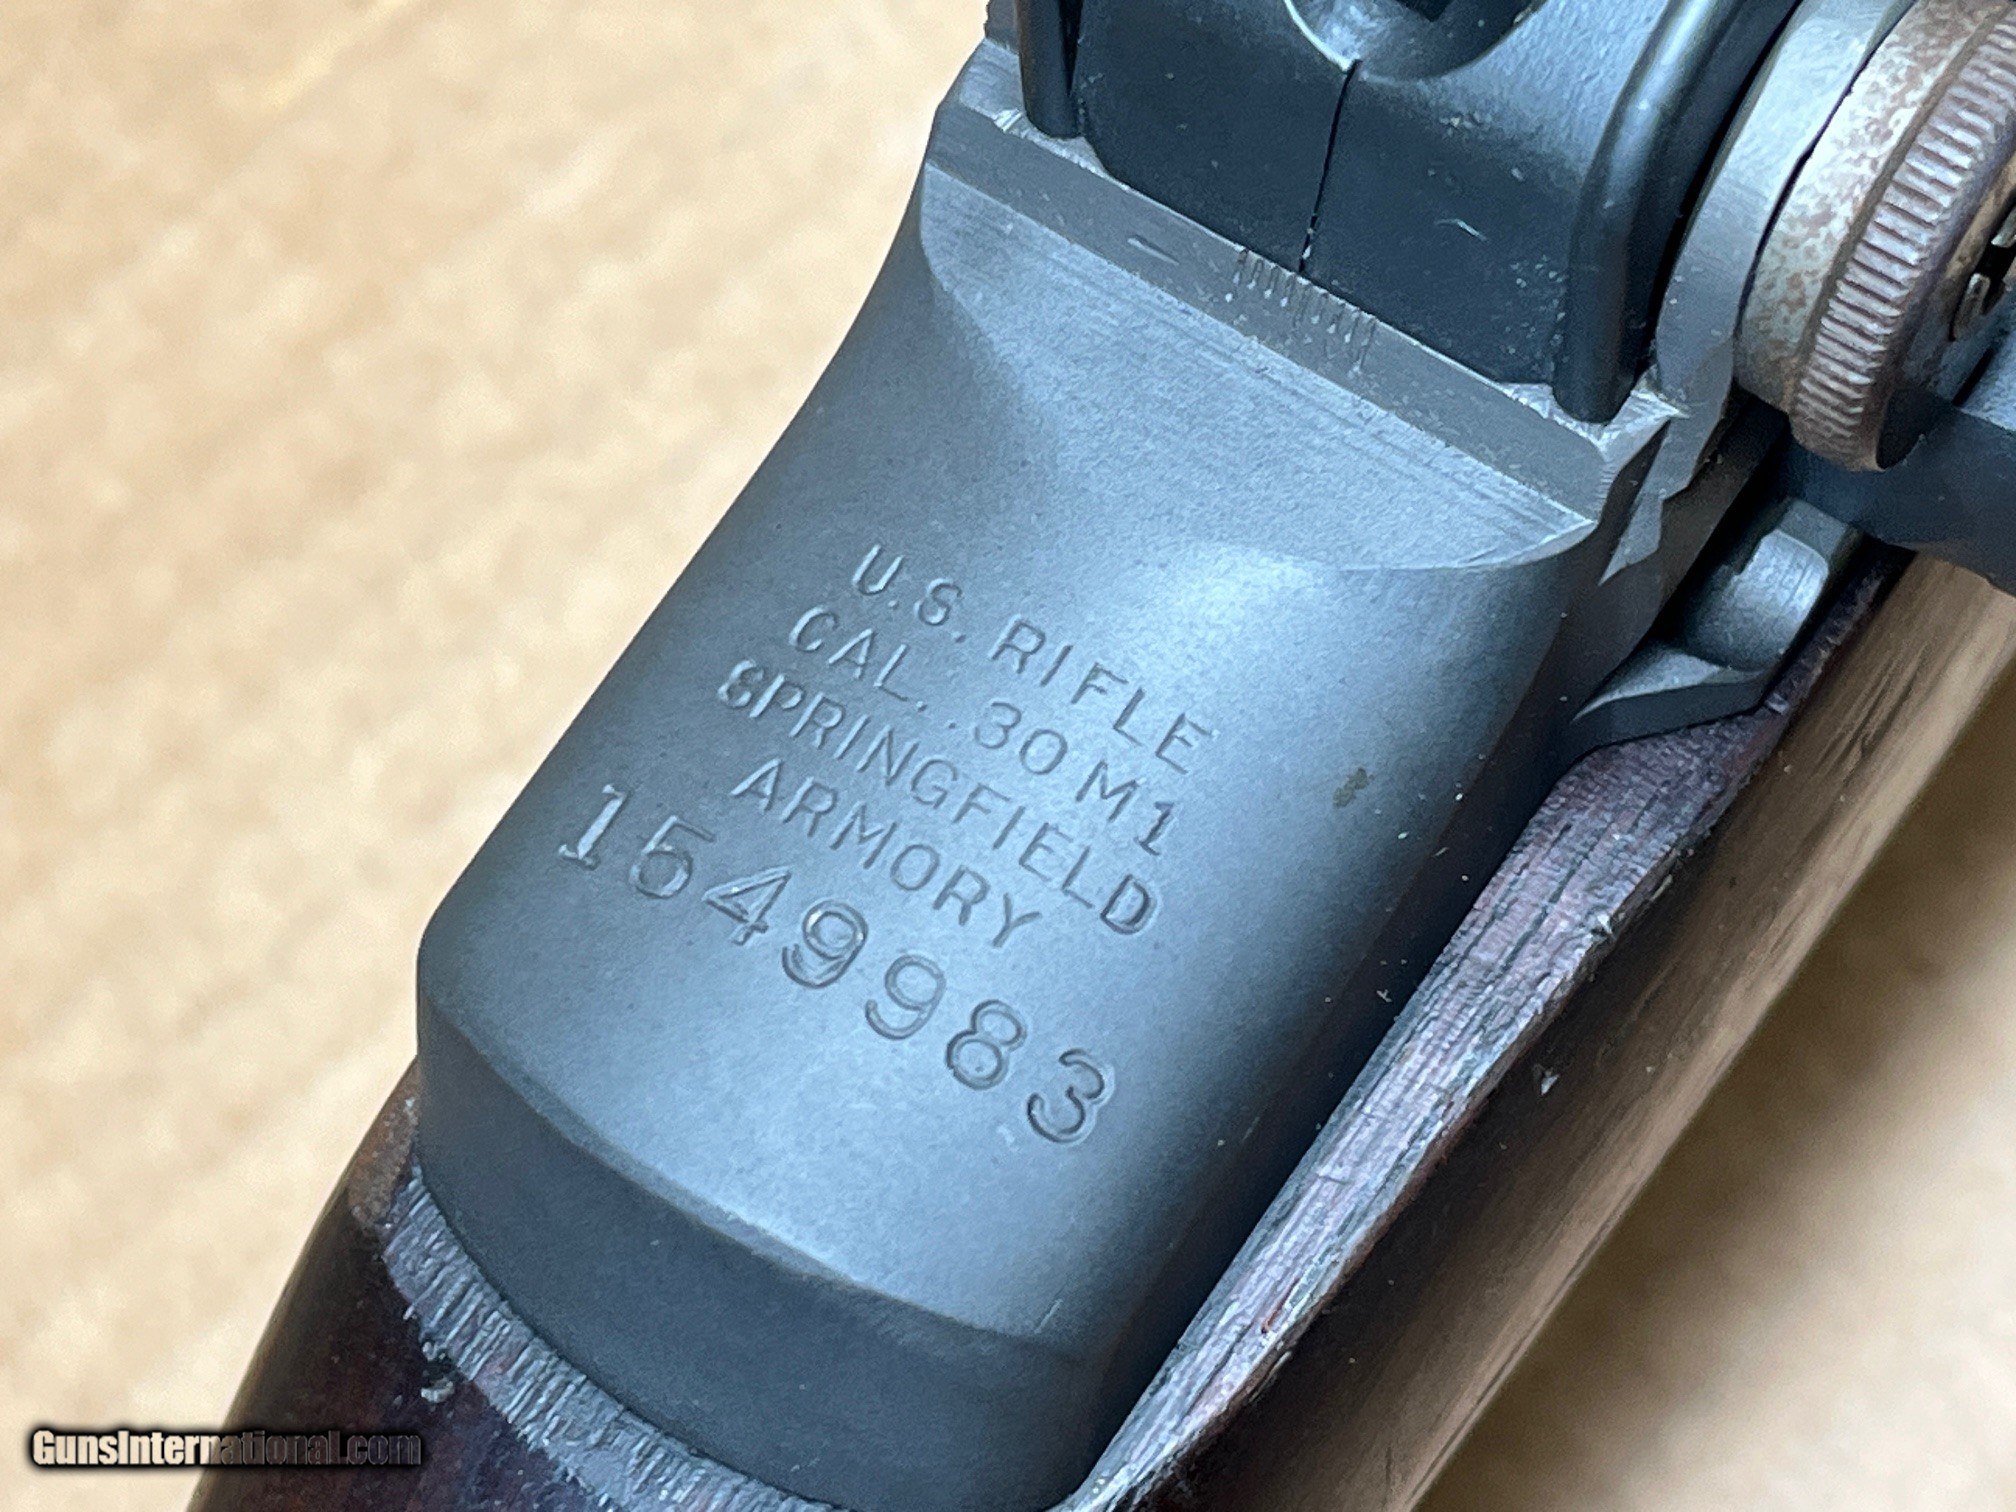 U.S. RIFLE
CAL. .30 M1
SPRINGFIELD
ARMORY
1549983
GunsInternational.com